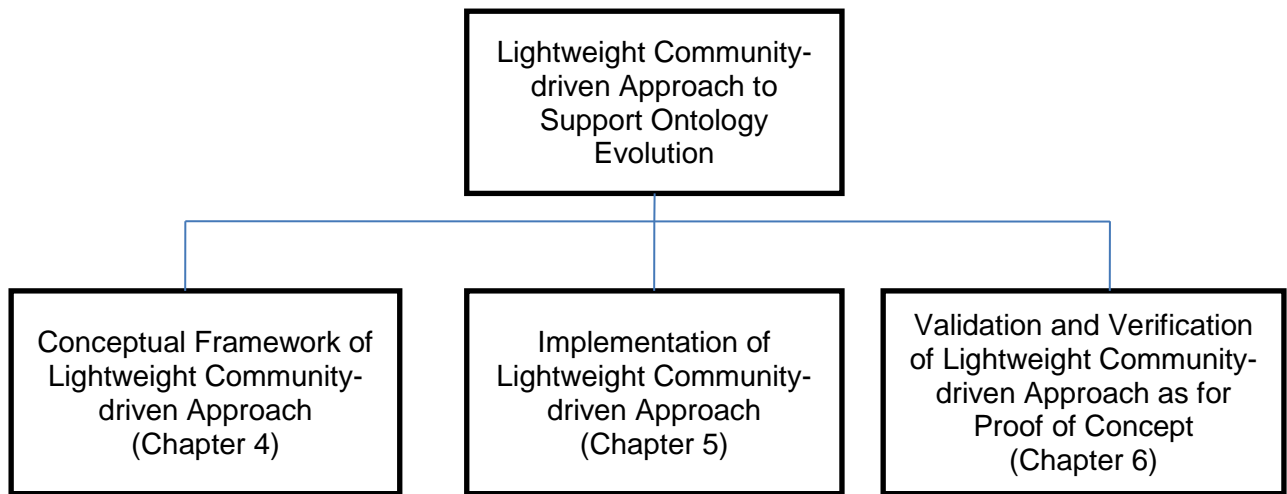 Lightweight Community-
driven Approach to
Support Ontology
Evolution
Conceptual Framework of
Lightweight Community-
driven Approach
(Chapter 4)
Implementation of
Lightweight Community-
driven Approach
(Chapter 5)
Validation and Verification
of Lightweight Community-
driven Approach as for
Proof of Concept
(Chapter 6)